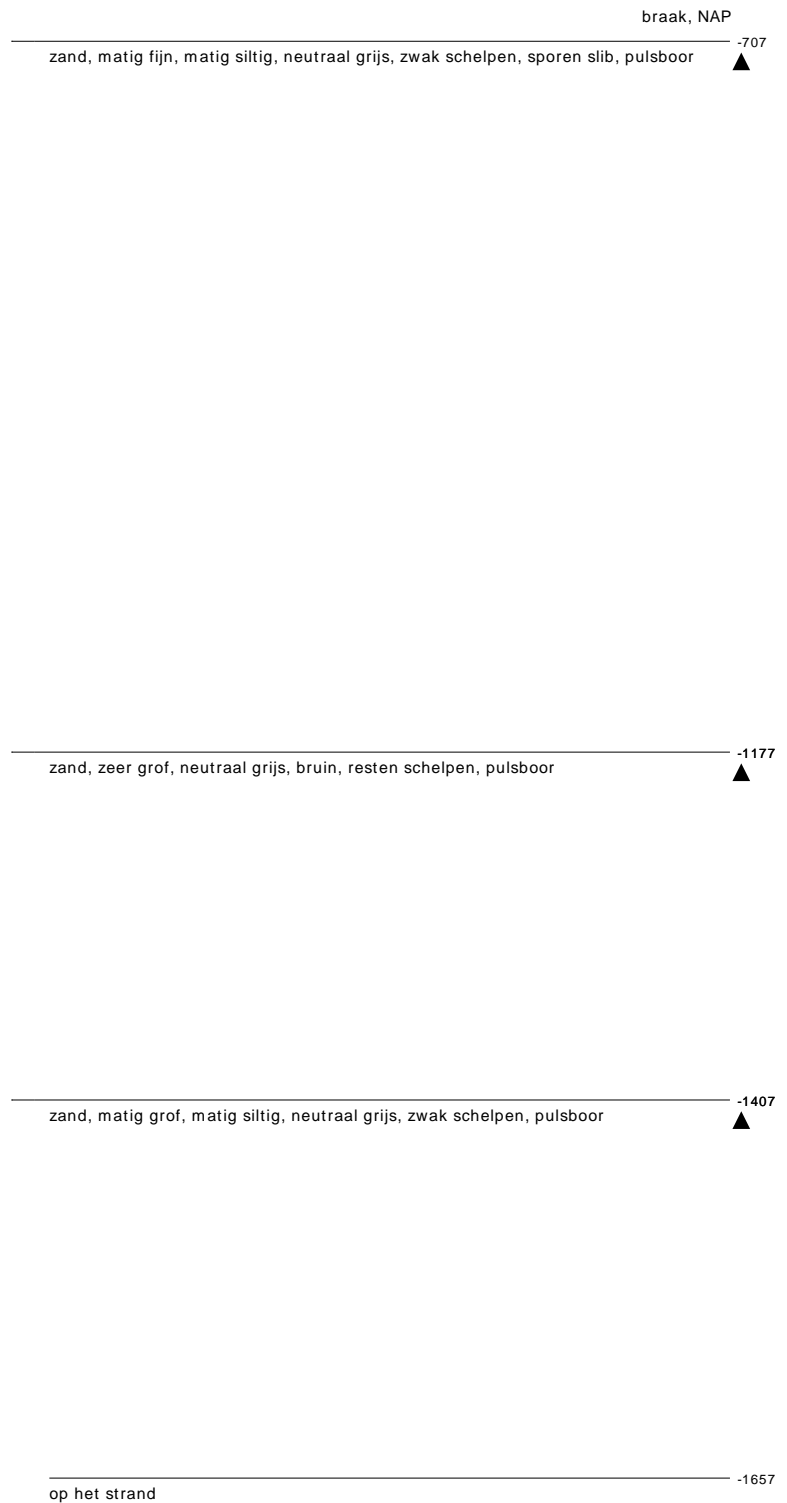 braak, NAP
-707
zand, matig fijn, matig siltig, neutraal grijs, zwak schelpen, sporen slib, pulsboor
-1177
zand, zeer grof, neutraal grijs, bruin, resten schelpen, pulsboor
-1407
zand, matig grof, matig siltig, neutraal grijs, zwak schelpen, pulsboor
-1657
op het strand